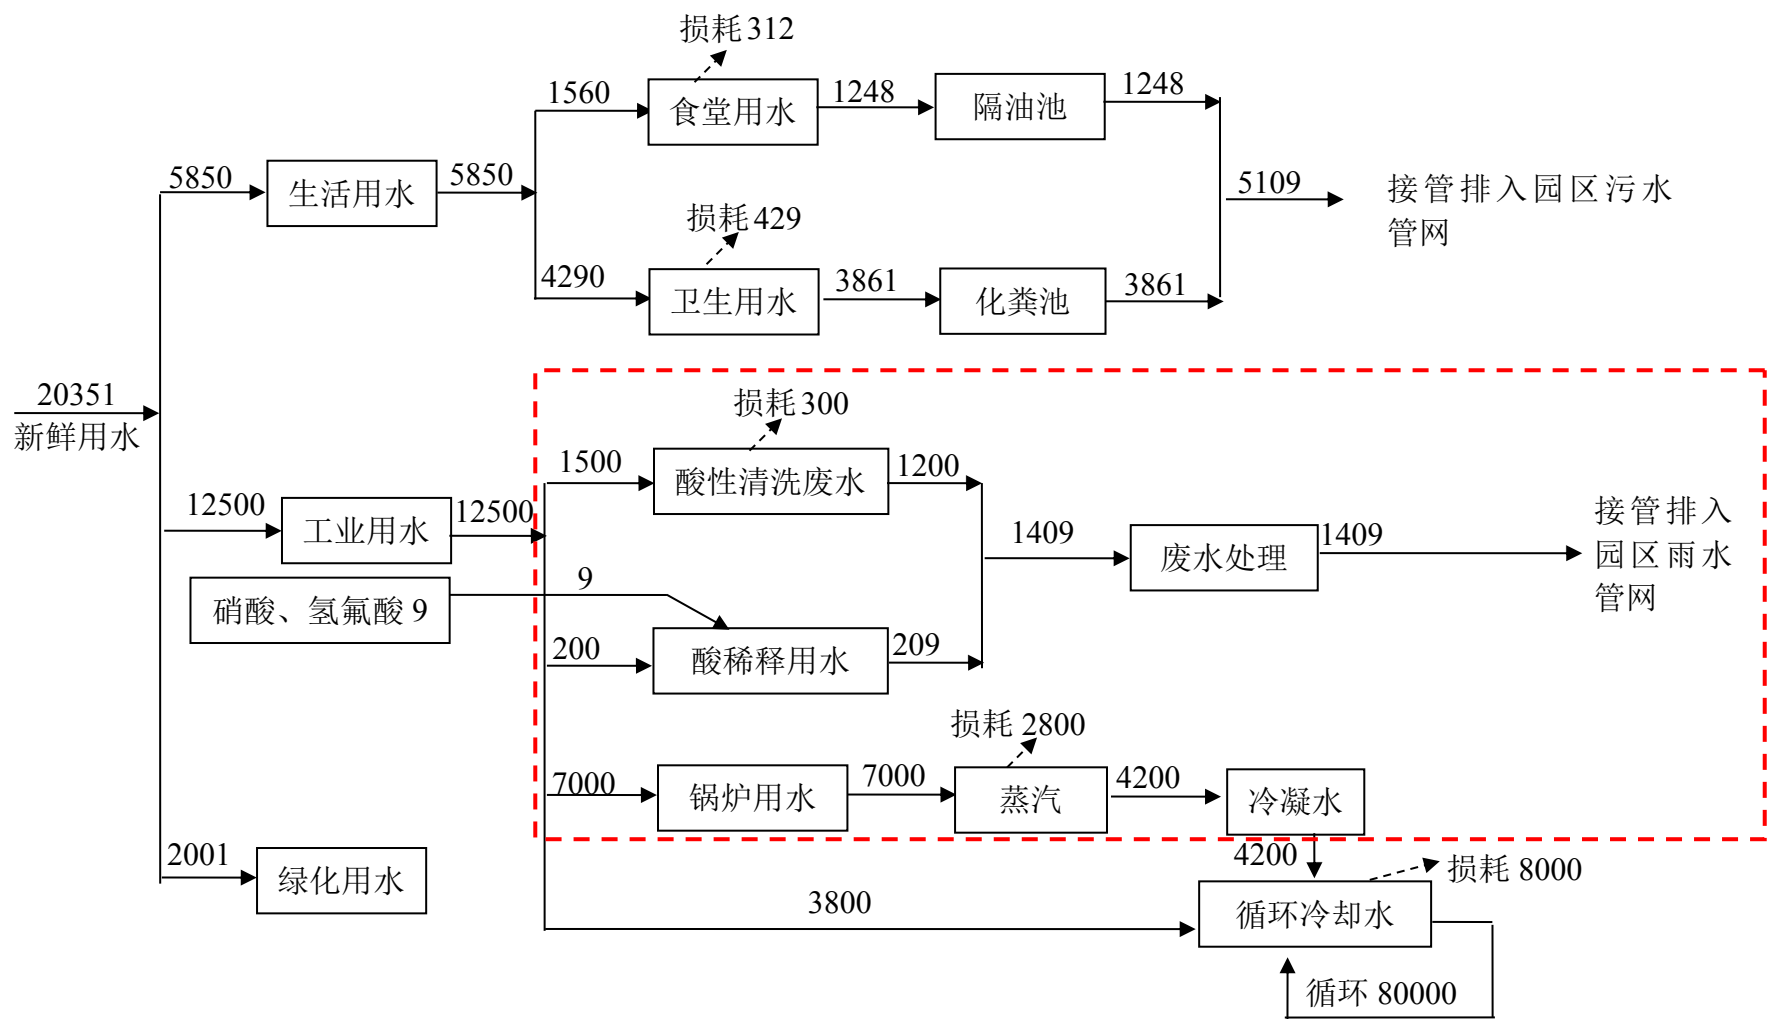 损耗312
1560
食堂用水
1248
隔油池
1248
5850
生活用水
5850
5109
接管排入园区污水
管网
损耗429
4290
卫生用水
3861
化粪池
3861
20351
新鲜用水
损耗300
1500
酸性清洗废水
1200
12500
工业用水
12500
1409
废水处理
1409
接管排入
园区雨水
管网
硝酸、氢氟酸 9
9
200
酸稀释用水
209
损耗 2800
7000
锅炉用水
7000
蒸汽
4200
冷凝水
2001
绿化用水
4200
损耗 8000
3800
循环冷却水
循环 80000